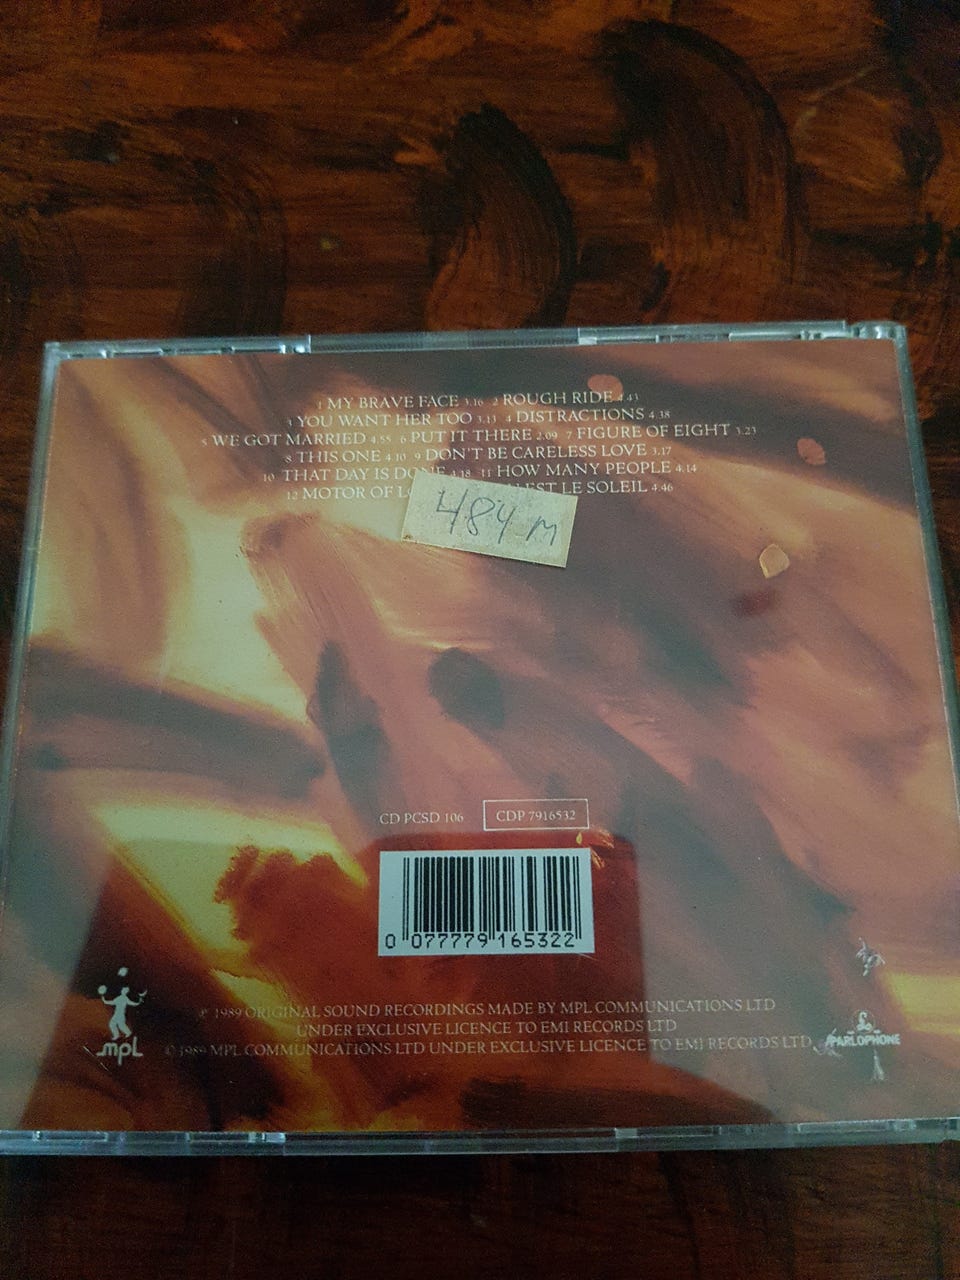 1 MY BRAVE FACE 3.16 2 ROUGH RIDE 4.43
3 YOU WANT HER TOO 3.13 4 DISTRACTIONS 4.38
5 WE GOT MARRIED 4.55 6 PUT IT THERE 2.09 7 FIGURE OF EIGHT 3.23
8 THIS ONE 4.10 9 DON'T BE CARELESS LOVE 3.17
10 THAT DAY IS DONE 4.18 11 HOW MANY PEOPLE 4.14
12 MOTOR OF EST LE SOLEIL 4.46
484 m
CD PCSD 106 CDP 7916532
0 077779 165322
℗ 1989 ORIGINAL SOUND RECORDINGS MADE BY MPL COMMUNICATIONS LTD
UNDER EXCLUSIVE LICENCE TO EMI RECORDS LTD
© 1989 MPL COMMUNICATIONS LTD UNDER EXCLUSIVE LICENCE TO EMI RECORDS LTD
mpL
PARLOPHONE